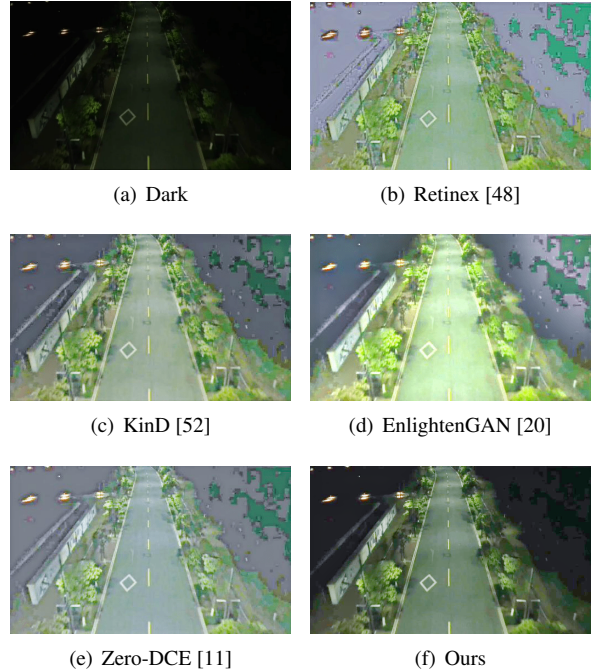 (a) Dark
(b) Retinex [48]
(c) KinD [52]
(d) EnlightenGAN [20]
(e) Zero-DCE [11]
(f) Ours